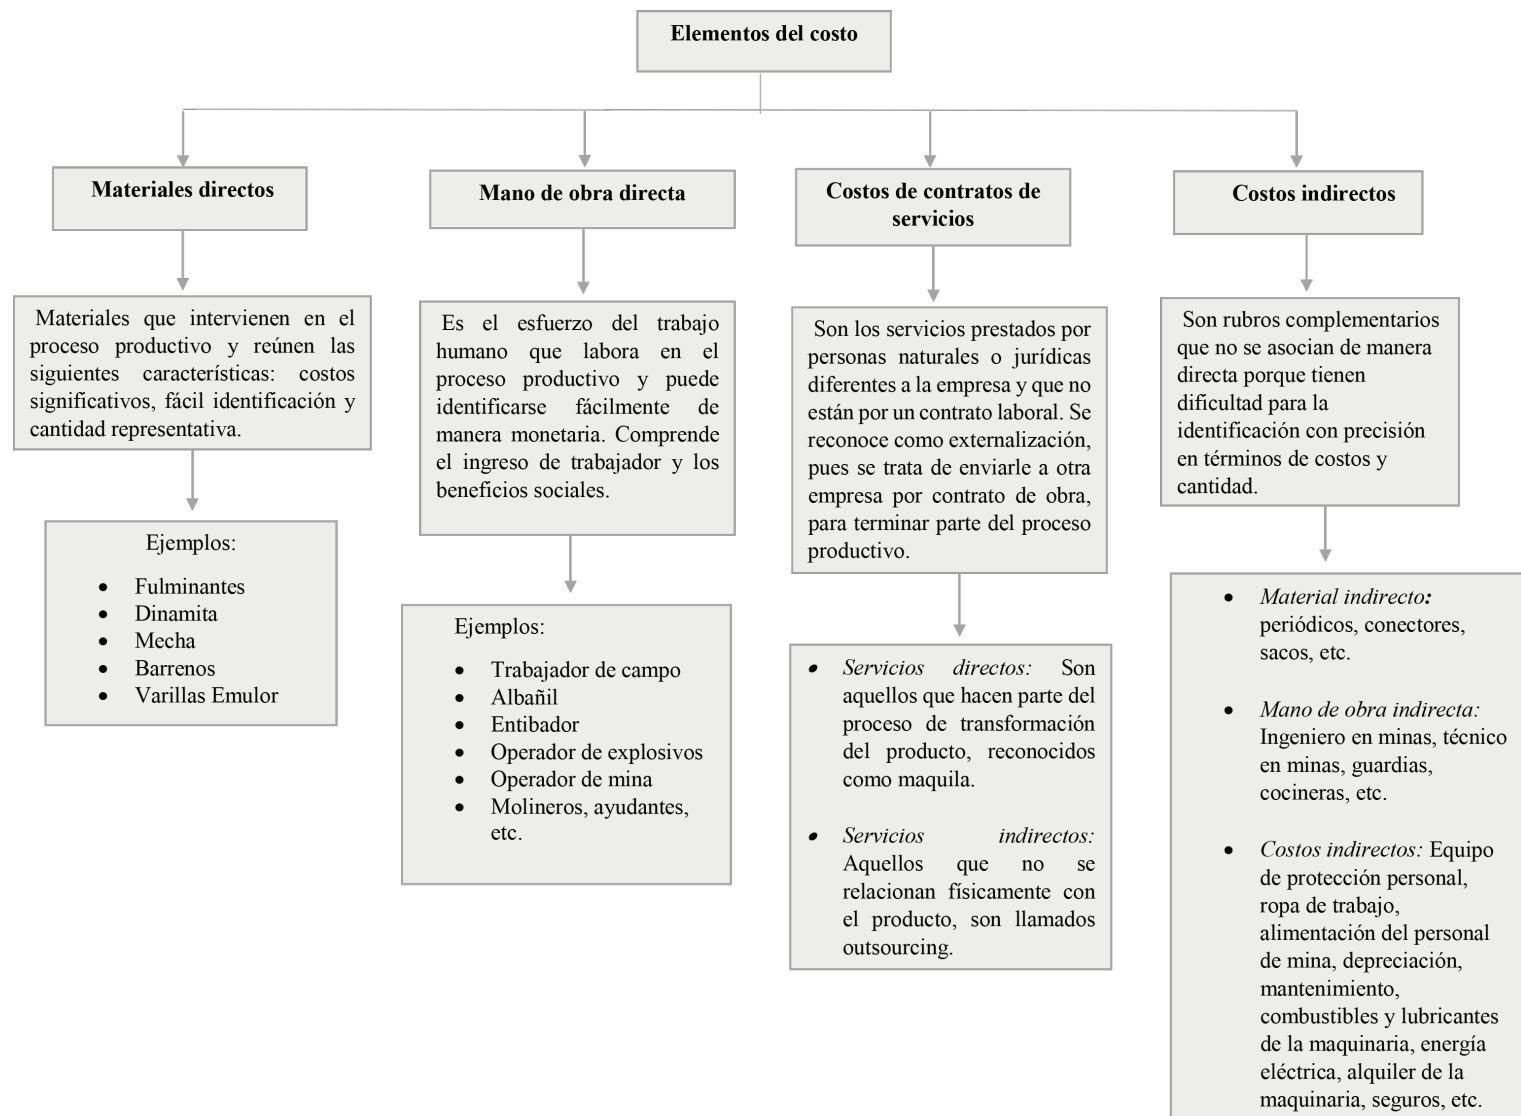 Elementos del costo
Materiales directos
Materiales que intervienen en el
proceso productivo y reúnen las
siguientes características: costos
significativos, fácil identificación y
cantidad representativa.
Ejemplos:
• Fulminantes
• Dinamita
• Mecha
• Barrenos
• Varillas Emulor
Mano de obra directa
Es el esfuerzo del trabajo
humano que labora en el
proceso productivo y puede
identificarse fácilmente de
manera monetaria. Comprende
el ingreso de trabajador y los
beneficios sociales.
Ejemplos:
• Trabajador de campo
• Albañil
• Entibador
• Operador de explosivos
• Operador de mina
• Molineros, ayudantes,
etc.
Costos de contratos de
servicios
Son los servicios prestados por
personas naturales o jurídicas
diferentes a la empresa y que no
están por un contrato laboral. Se
reconoce como externalización,
pues se trata de enviarle a otra
empresa por contrato de obra,
para terminar parte del proceso
productivo.
• Servicios directos: Son
aquellos que hacen parte del
proceso de transformación
del producto, reconocidos
como maquila.
• Servicios indirectos:
Aquellos que no se
relacionan físicamente con
el producto, son llamados
outsourcing.
Costos indirectos
Son rubros complementarios
que no se asocian de manera
directa porque tienen
dificultad para la
identificación con precisión
en términos de costos y
cantidad.
• Material indirecto:
periódicos, conectores,
sacos, etc.
• Mano de obra indirecta:
Ingeniero en minas, técnico
en minas, guardias,
cocineras, etc.
• Costos indirectos: Equipo
de protección personal,
ropa de trabajo,
alimentación del personal
de mina, depreciación,
mantenimiento,
combustibles y lubricantes
de la maquinaria, energía
eléctrica, alquiler de la
maquinaria, seguros, etc.